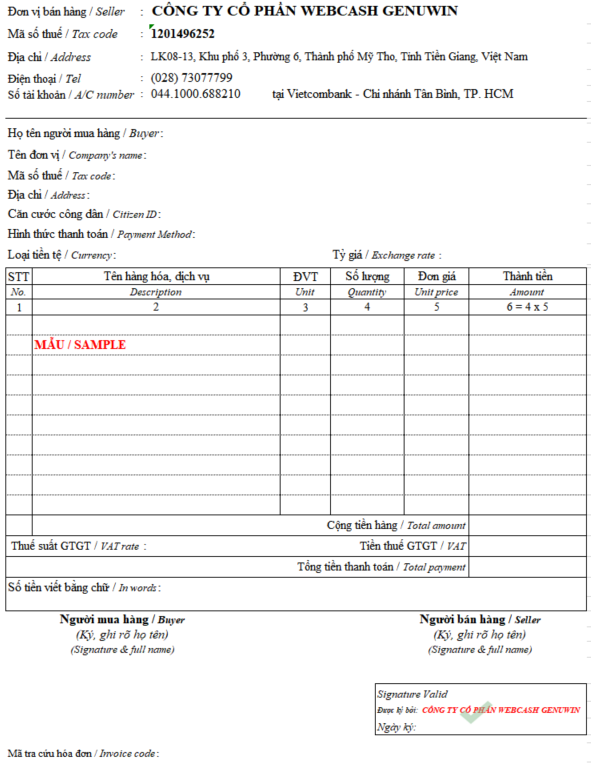 Đơn vị bán hàng / Seller : CÔNG TY CỔ PHẦN WEBCASH GENUWIN
Mã số thuế / Tax code : 1201496252
Địa chỉ / Address : LK08-13, Khu phố 3, Phường 6, Thành phố Mỹ Tho, Tỉnh Tiền Giang, Việt Nam
Điện thoại / Tel : (028) 73077799
Số tài khoản / A/C number : 044.1000.688210 tại Vietcombank - Chi nhánh Tân Bình, TP. HCM
Họ tên người mua hàng / Buyer:
Tên đơn vị / Company's name:
Mã số thuế / Tax code:
Địa chỉ / Address:
Căn cước công dân / Citizen ID:
Hình thức thanh toán / Payment Method:
Loại tiền tệ / Currency: Tỷ giá / Exchange rate :
STT Tên hàng hóa, dịch vụ ĐVT Số lượng Đơn giá Thành tiền
No. Description Unit Quantity Unit price Amount
1 2 3 4 5 6 = 4 x 5
MẪU / SAMPLE
Cộng tiền hàng / Total amount
Thuế suất GTGT / VAT rate : Tiền thuế GTGT / VAT
Tổng tiền thanh toán / Total payment
Số tiền viết bằng chữ / In words:
Người mua hàng / Buyer Người bán hàng / Seller
(Ký, ghi rõ họ tên) (Ký, ghi rõ họ tên)
(Signature & full name) (Signature & full name)
Signature Valid
Được ký bởi: CÔNG TY CỔ PHẦN WEBCASH GENUWIN
Ngày ký:
Mã tra cứu hóa đơn / Invoice code: